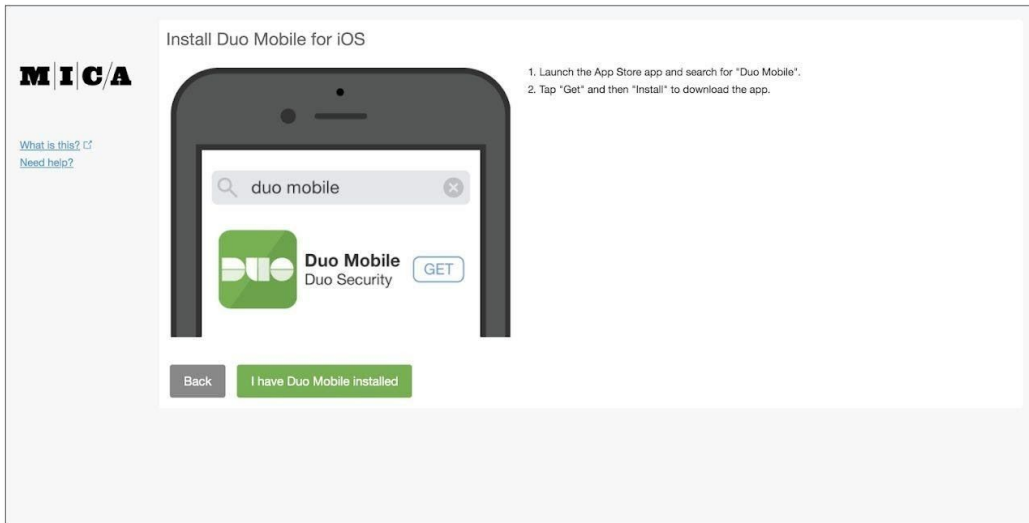 Install Duo Mobile for iOS
M|I|C/A
What is this?
Need help?
1. Launch the App Store app and search for "Duo Mobile".
2. Tap "Get" and then "Install" to download the app.
duo mobile
DUO
Duo Mobile
Duo Security
GET
Back
I have Duo Mobile installed